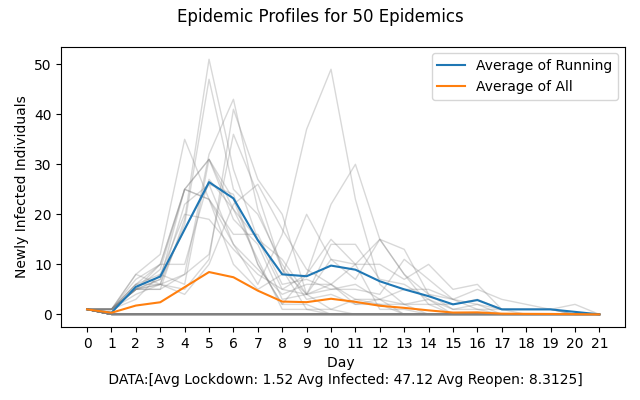 Epidemic Profiles for 50 Epidemics
Newly Infected Individuals
50
40
30
20
10
0
Average of Running
Average of All
0 1 2 3 4 5 6 7 8 9 10 11 12 13 14 15 16 17 18 19 20 21
Day
DATA:[Avg Lockdown: 1.52 Avg Infected: 47.12 Avg Reopen: 8.3125]